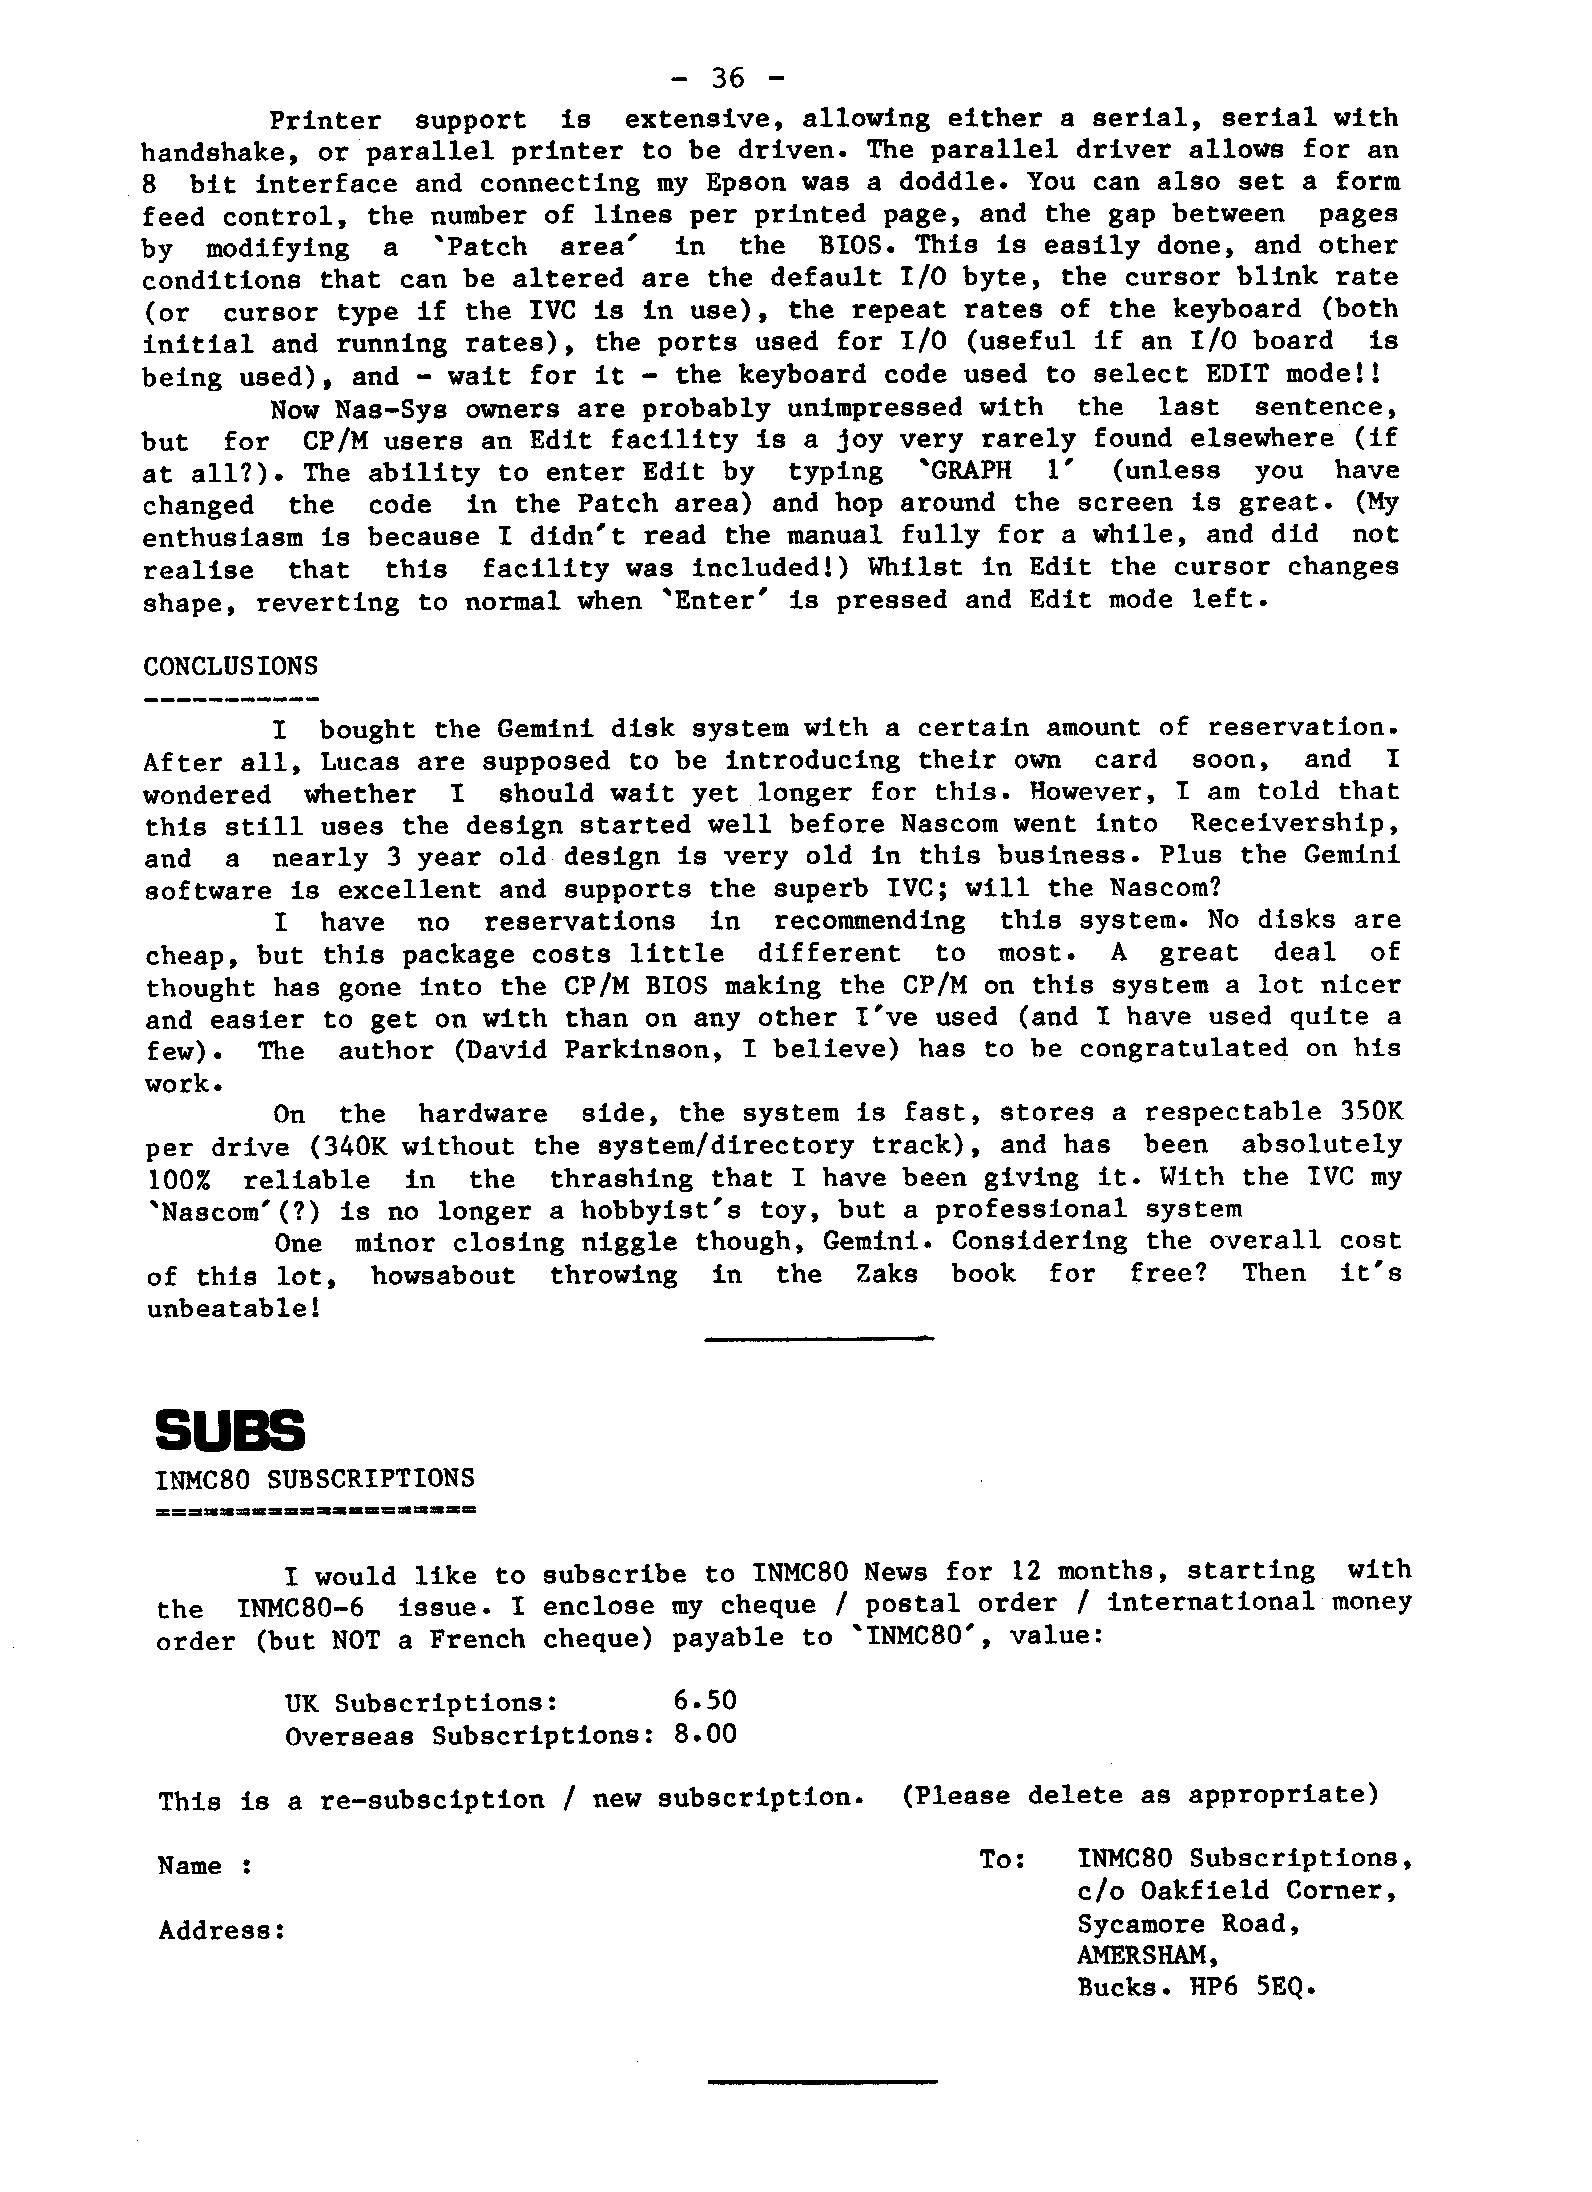 - 36 -
Printer support is extensive, allowing either a serial, serial with
handshake, or parallel printer to be driven. The parallel driver allows for an
8 bit interface and connecting my Epson was a doddle. You can also set a form
feed control, the number of lines per printed page, and the gap between pages
by modifying a `Patch area' in the BIOS. This is easily done, and other
conditions that can be altered are the default I/O byte, the cursor blink rate
(or cursor type if the IVC is in use), the repeat rates of the keyboard (both
initial and running rates), the ports used for I/O (useful if an I/O board is
being used), and - wait for it - the keyboard code used to select EDIT mode!!
Now Nas-Sys owners are probably unimpressed with the last sentence,
but for CP/M users an Edit facility is a joy very rarely found elsewhere (if
at all?). The ability to enter Edit by typing `GRAPH 1' (unless you have
changed the code in the Patch area) and hop around the screen is great. (My
enthusiasm is because I didn't read the manual fully for a while, and did not
realise that this facility was included!) Whilst in Edit the cursor changes
shape, reverting to normal when `Enter' is pressed and Edit mode left.
CONCLUSIONS
-----------
I bought the Gemini disk system with a certain amount of reservation.
After all, Lucas are supposed to be introducing their own card soon, and I
wondered whether I should wait yet longer for this. However, I am told that
this still uses the design started well before Nascom went into Receivership,
and a nearly 3 year old design is very old in this business. Plus the Gemini
software is excellent and supports the superb IVC; will the Nascom?
I have no reservations in recommending this system. No disks are
cheap, but this package costs little different to most. A great deal of
thought has gone into the CP/M BIOS making the CP/M on this system a lot nicer
and easier to get on with than on any other I've used (and I have used quite a
few). The author (David Parkinson, I believe) has to be congratulated on his
work.
On the hardware side, the system is fast, stores a respectable 350K
per drive (340K without the system/directory track), and has been absolutely
100% reliable in the thrashing that I have been giving it. With the IVC my
`Nascom'(?) is no longer a hobbyist's toy, but a professional system
One minor closing niggle though, Gemini. Considering the overall cost
of this lot, howsabout throwing in the Zaks book for free? Then it's
unbeatable!
SUBS
INMC80 SUBSCRIPTIONS
====================
I would like to subscribe to INMC80 News for 12 months, starting with
the INMC80-6 issue. I enclose my cheque / postal order / international money
order (but NOT a French cheque) payable to `INMC80', value:
UK Subscriptions: 6.50
Overseas Subscriptions: 8.00
This is a re-subsciption / new subscription. (Please delete as appropriate)
Name :
Address:
To: INMC80 Subscriptions,
c/o Oakfield Corner,
Sycamore Road,
AMERSHAM,
Bucks. HP6 5EQ.